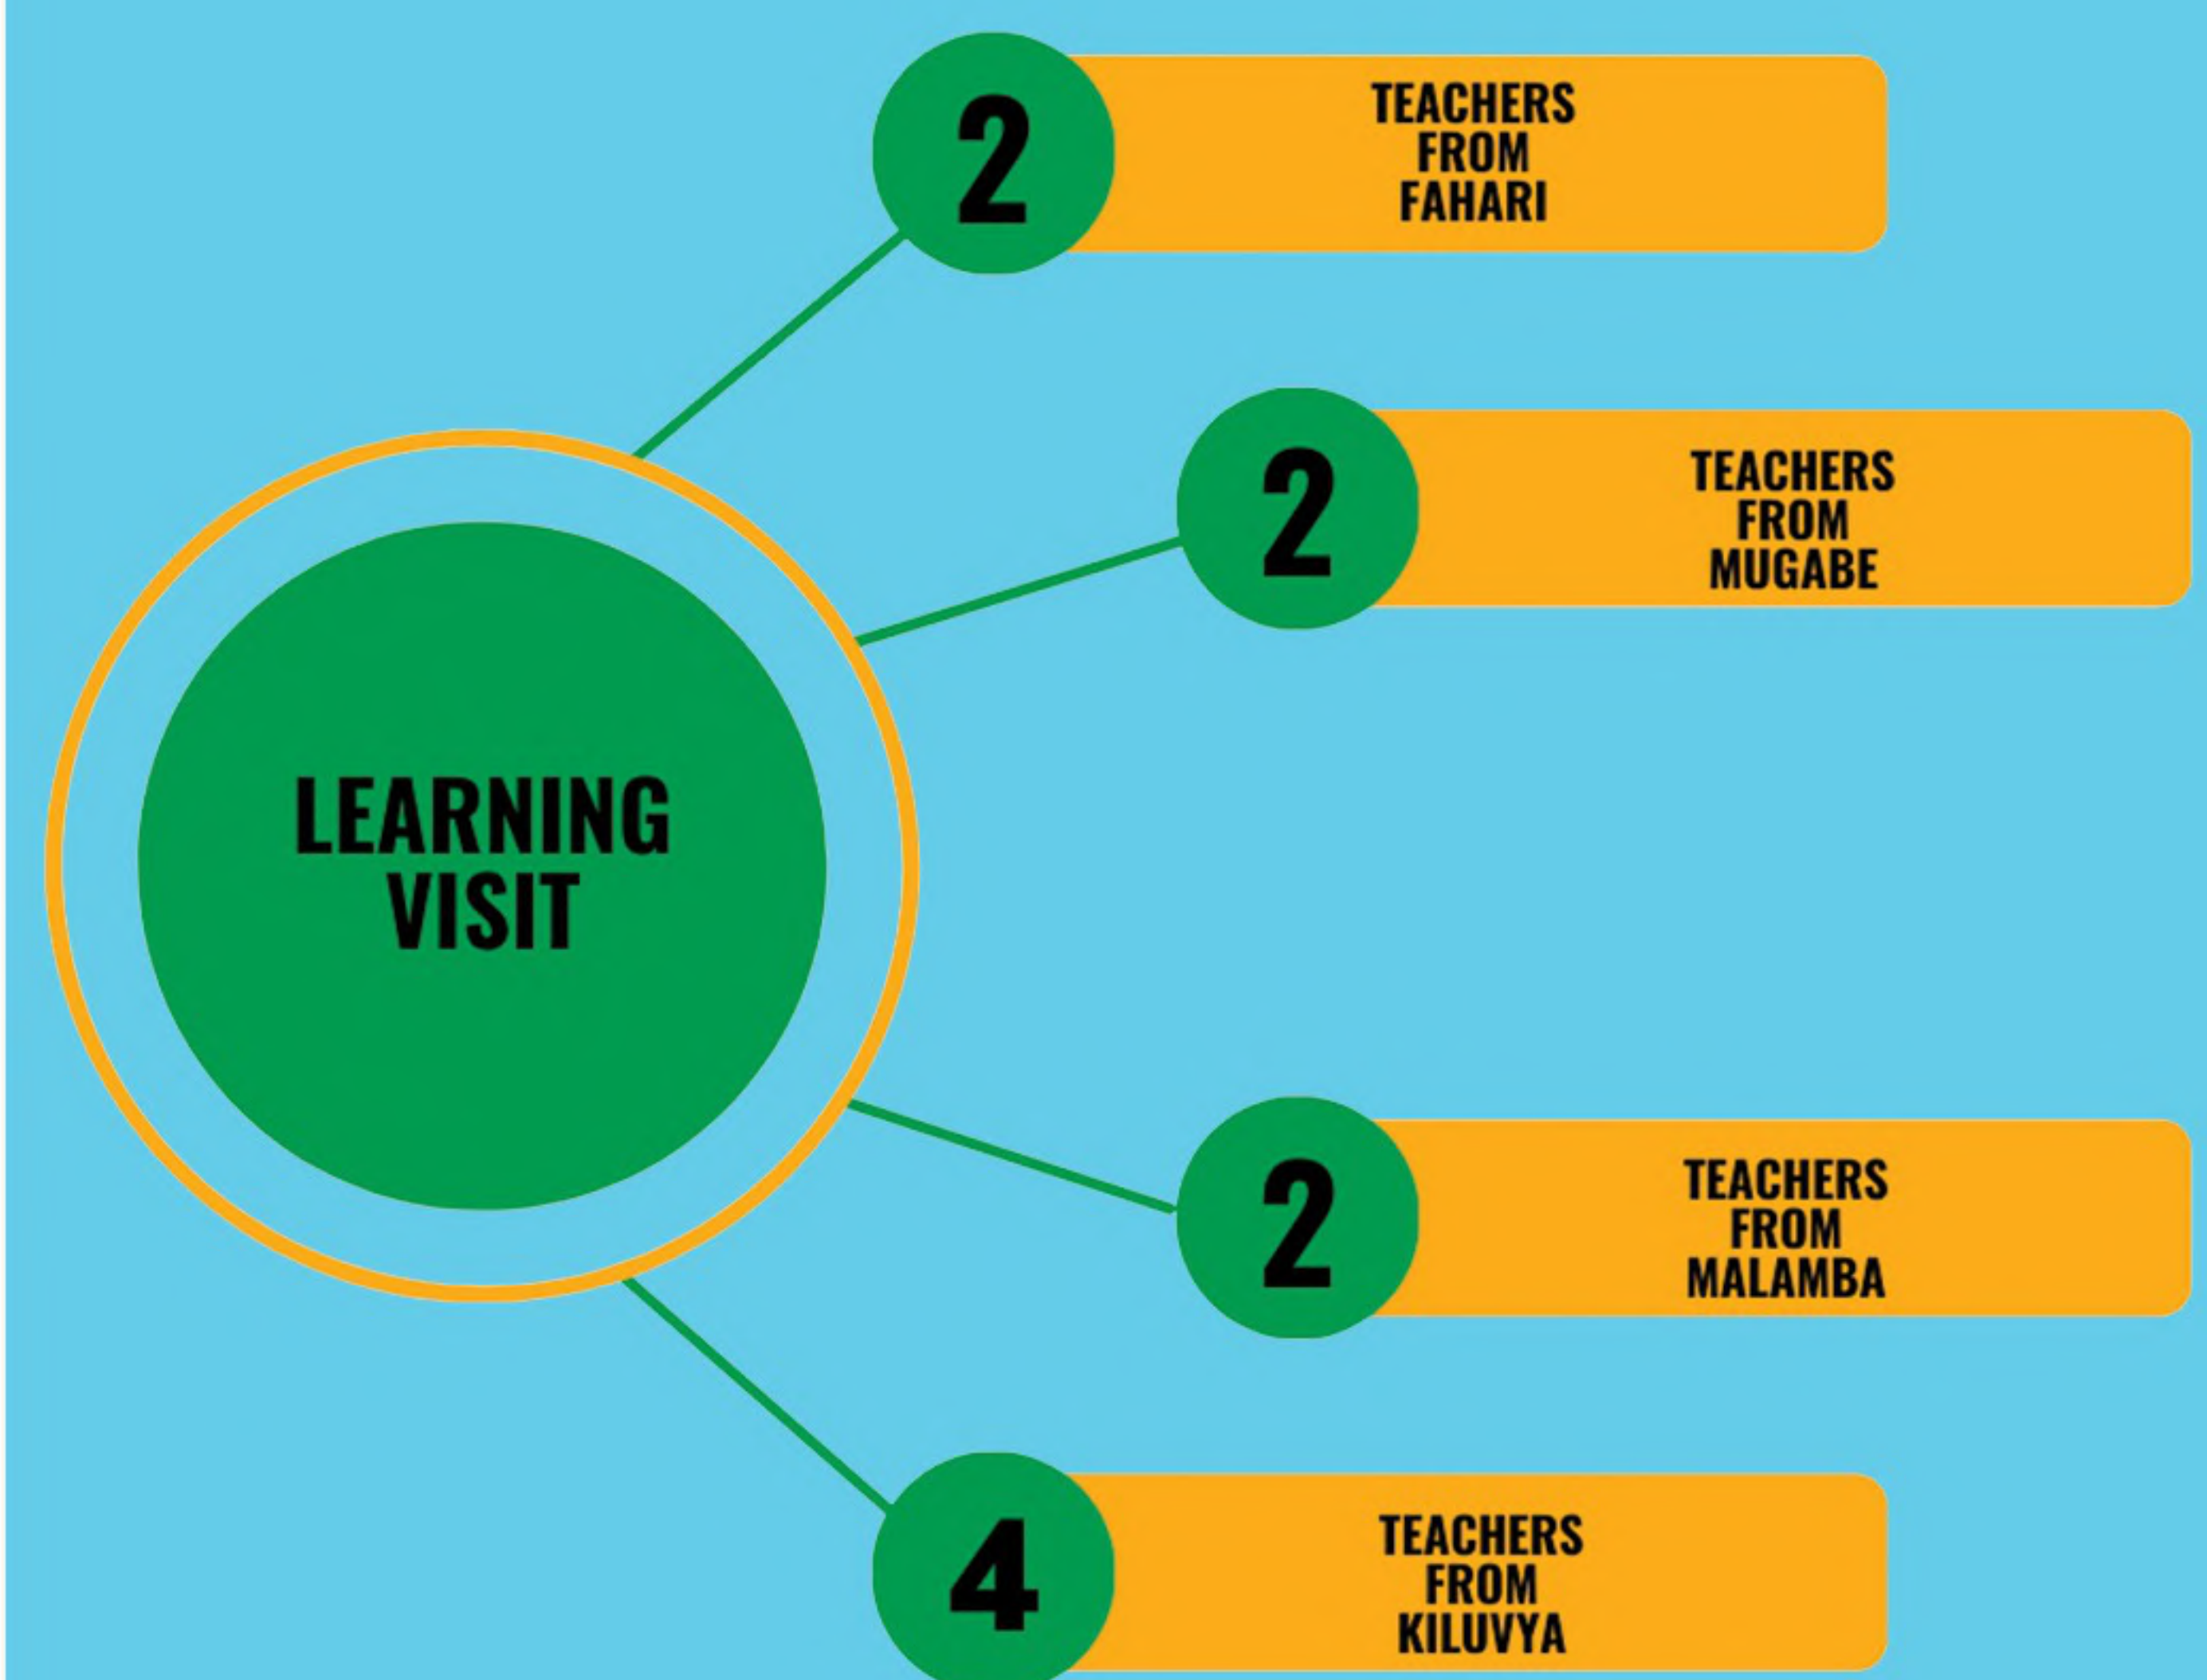 2
TEACHERS
FROM
FAHARI
2
TEACHERS
FROM
MUGABE
LEARNING
VISIT
2
TEACHERS
FROM
MALAMBA
4
TEACHERS
FROM
KILUVYA